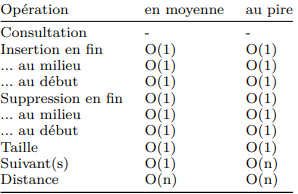 Opération en moyenne au pire
Consultation - -
Insertion en fin O(1) O(1)
... au milieu O(1) O(1)
... au début O(1) O(1)
Suppression en fin O(1) O(1)
... au milieu O(1) O(1)
... au début O(1) O(1)
Taille O(1) O(1)
Suivant(s) O(1) O(n)
Distance O(n) O(n)